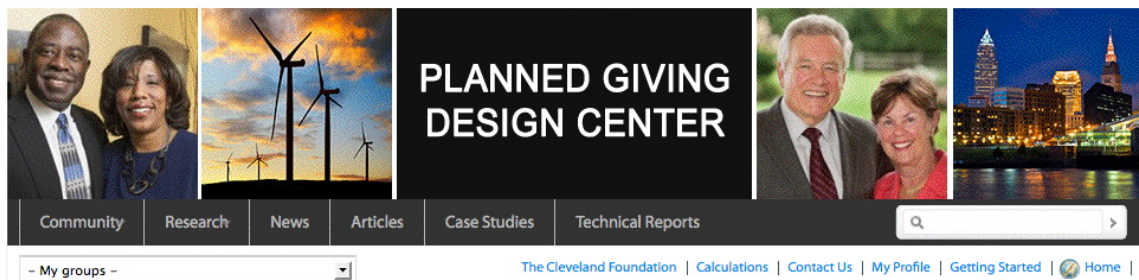 PLANNED GIVING
DESIGN CENTER
Community Research News Articles Case Studies Technical Reports
- My groups -
The Cleveland Foundation | Calculations | Contact Us | My Profile | Getting Started | Home |